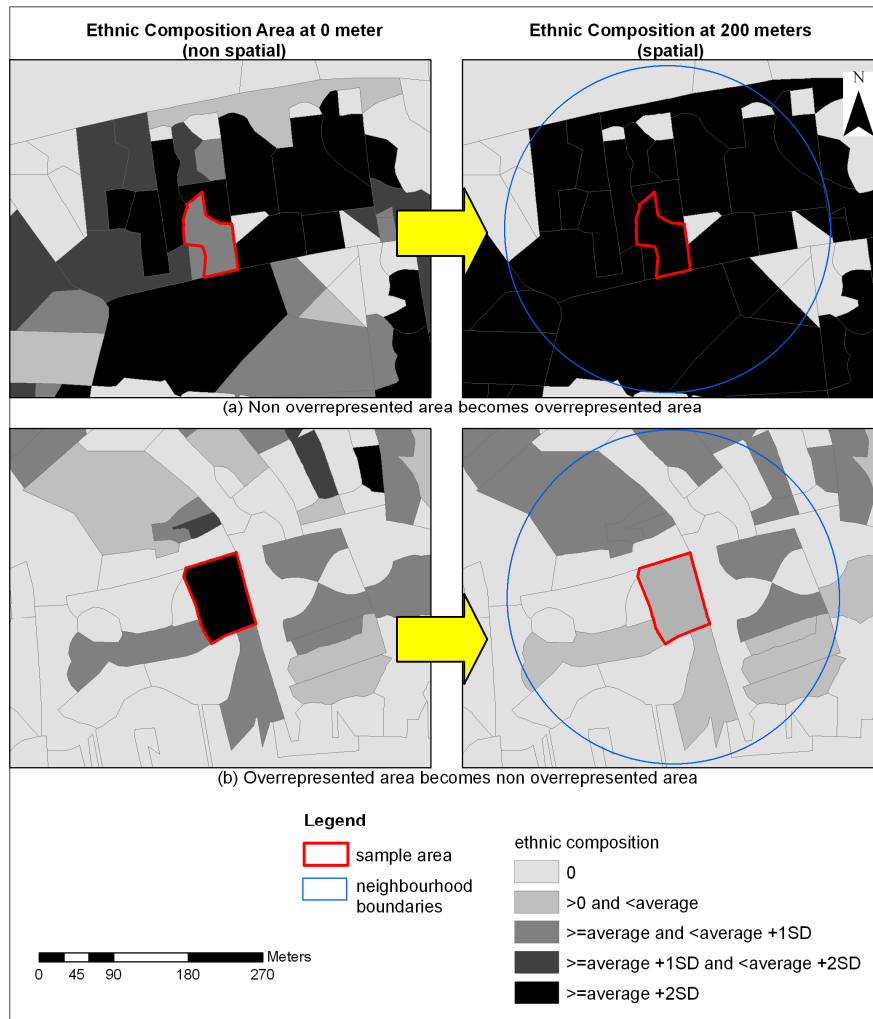 Ethnic Composition Area at 0 meter
(non spatial)
Ethnic Composition at 200 meters
(spatial)
N
(a) Non overrepresented area becomes overrepresented area
(b) Overrepresented area becomes non overrepresented area
Legend
sample area
neighbourhood
boundaries
ethnic composition
0
>0 and <average
>=average and <average +1SD
>=average +1SD and <average +2SD
>=average +2SD
Meters
0 45 90 180 270